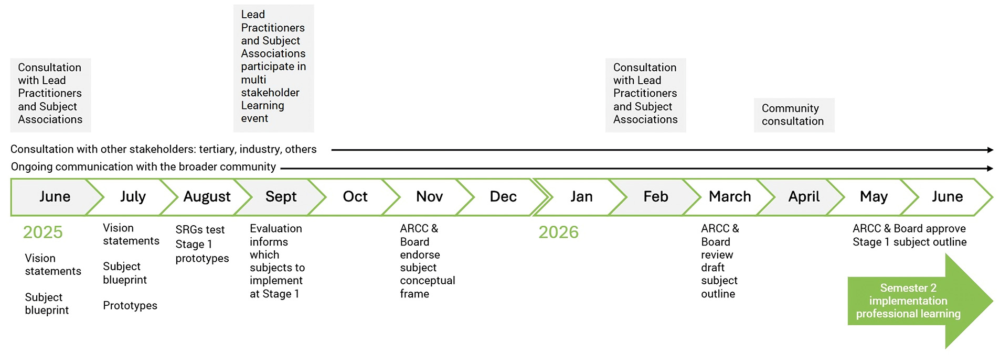 Lead
Practitioners
and Subject
Associations
participate in
multi
stakeholder
Learning
event
Consultation
with Lead
Practitioners
and Subject
Associations
Consultation
with Lead
Practitioners
and Subject
Associations
Community
consultation
Consultation with other stakeholders: tertiary, industry, others
Ongoing communication with the broader community
June
July
August
Sept
Oct
Nov
Dec
Jan
Feb
March
April
May
June
2025
Vision
statements
Subject
blueprint
Vision
statements
Subject
blueprint
Prototypes
SRGs test
Stage 1
prototypes
Evaluation
informs
which
subjects to
implement
at Stage 1
ARCC &
Board
endorse
subject
conceptual
frame
2026
ARCC &
Board
review
draft
subject
outline
ARCC & Board approve
Stage 1 subject outline
Semester 2
implementation
professional learning